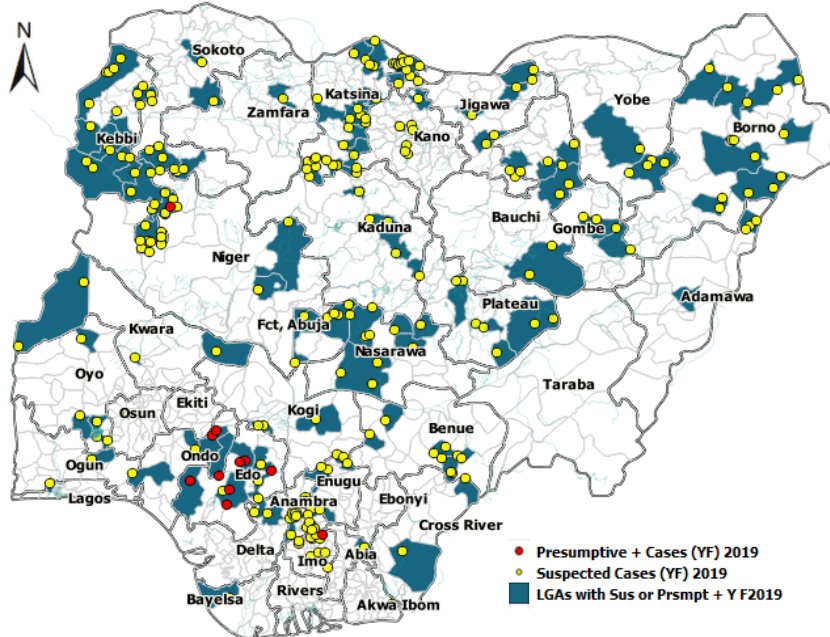 N
Sokoto
Katsina
Zamfara
Jigawa
Yobe
Borno
Kebbi
Kano
Bauchi
Kaduna
Gombe
Niger
Adamawa
Plateau
Fct, Abuja
Kwara
Nasarawa
Oyo
Taraba
Ekiti
Osun
Kogi
Benue
Ondo
Ogun
Edo
Enugu
Lagos
Anambra
Ebonyi
Cross River
Delta
Imo
Abia
Bayelsa
Rivers
Akwa Ibom
Presumptive + Cases (YF) 2019
Suspected Cases (YF) 2019
LGAs with Sus or Prsmpt + Y F2019